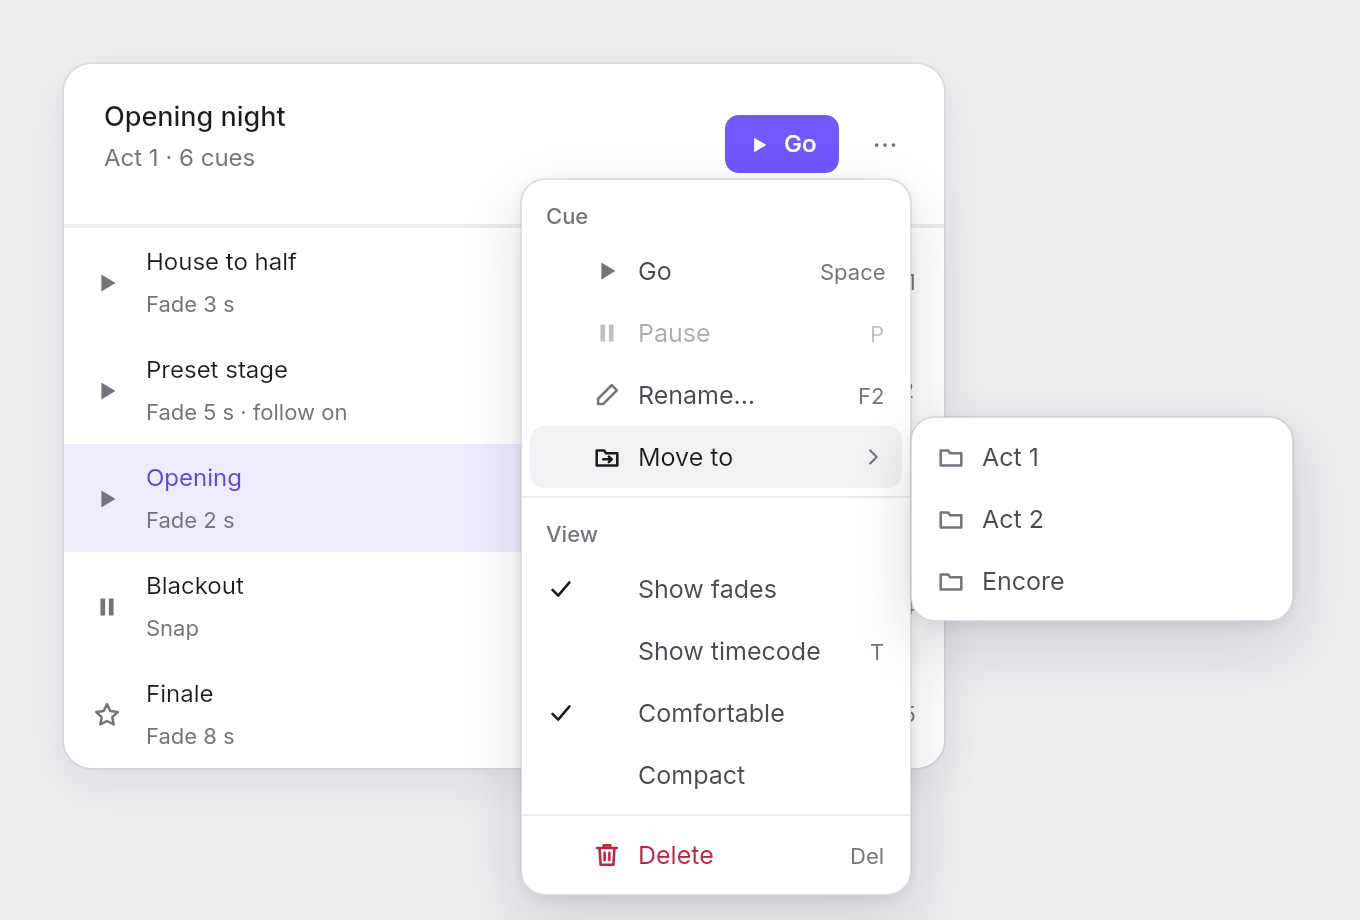 Opening night
Act 1 · 6 cues
Go
House to half
Fade 3 s
Preset stage
Fade 5 s · follow on
Opening
Fade 2 s
Blackout
Snap
Finale
Fade 8 s
5
Cue
Go Space
Pause P
Rename... F2
Move to
View
Show fades
Show timecode T
Comfortable
Compact
Delete Del
Act 1
Act 2
Encore